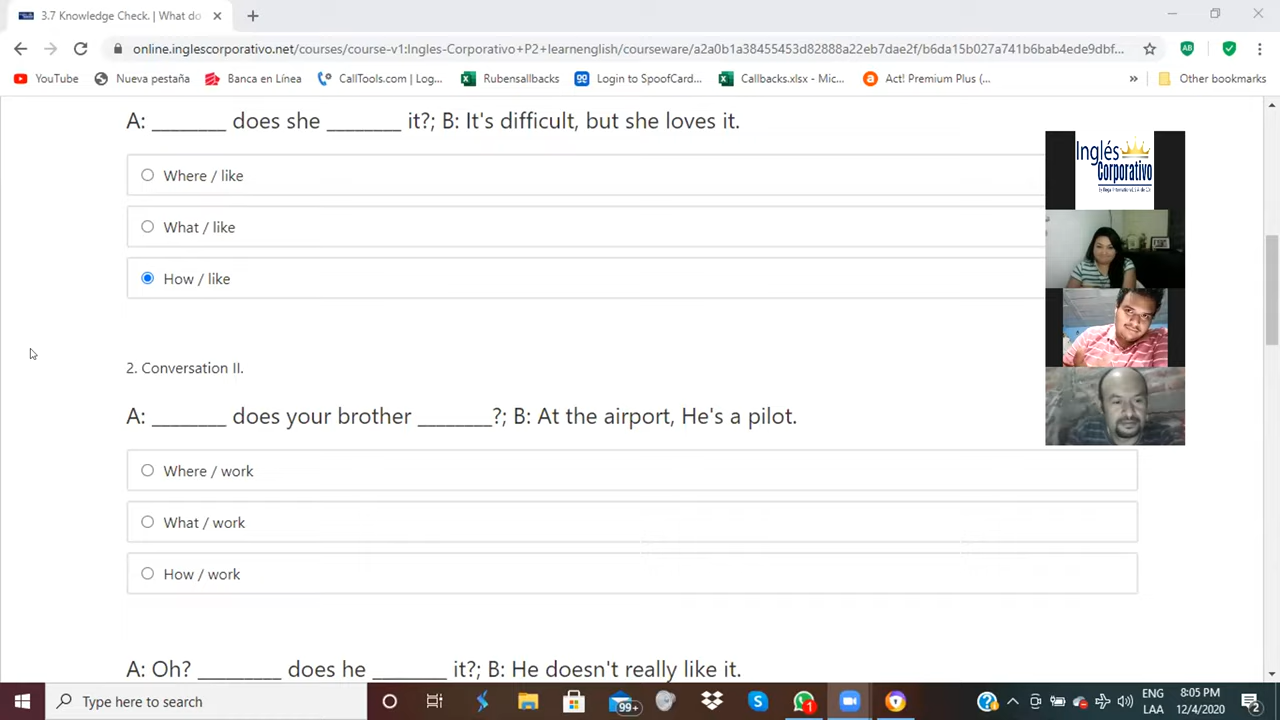 3.7 Knowledge Check. | What do
online.inglescorporativo.net/courses/course-v1:Ingles-Corporativo+P2+learnenglish/courseware/a2a0b1a38455453d82888a22eb7dae2f/b6da15b027a741b6bab4ede9dbf...
YouTube Nueva pestaña Banca en Línea CallTools.com | Log... Rubensallbacks Login to SpoofCard... Callbacks.xlsx - Mic... Act! Premium Plus (... » Other bookmarks
A: ________ does she ________ it?; B: It's difficult, but she loves it.
Where / like
What / like
How / like
Inglés
Corporativo
2. Conversation II.
A: ________ does your brother ________?; B: At the airport, He's a pilot.
Where / work
What / work
How / work
A: Oh? _________ does he _______ it?; B: He doesn't really like it.
Type here to search
99+
1
ENG
LAA
8:05 PM
12/4/2020
2